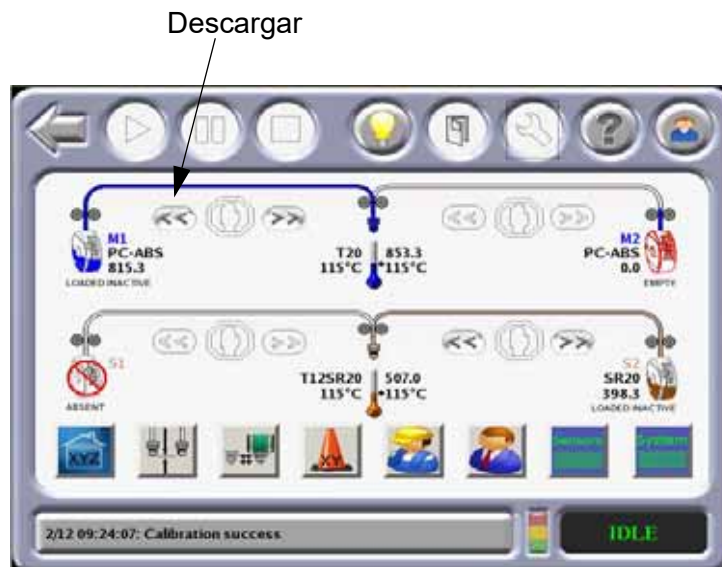 Descargar
M1
PC-ABS
815.3
LOADED INACTIVE
T20 853.3
115°C 115°C
M2
PC-ABS
0.0
EMPTY
S1
ABSENT
T12SR20 507.0
115°C 115°C
S2
SR20
398.3
LOADED INACTIVE
XYZ
XY
Sensors
System
2/12 09:24:07: Calibration success
IDLE